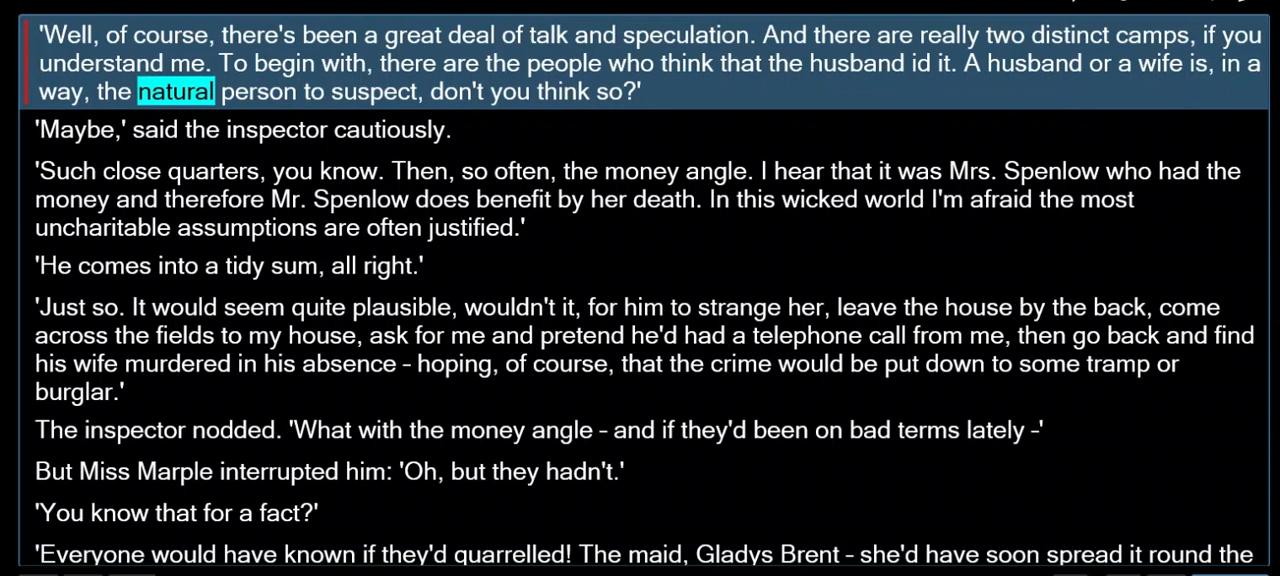 'Well, of course, there's been a great deal of talk and speculation. And there are really two distinct camps, if you
understand me. To begin with, there are the people who think that the husband id it. A husband or a wife is, in a
way, the natural person to suspect, don't you think so?'
'Maybe,' said the inspector cautiously.
'Such close quarters, you know. Then, so often, the money angle. I hear that it was Mrs. Spenlow who had the
money and therefore Mr. Spenlow does benefit by her death. In this wicked world I'm afraid the most
uncharitable assumptions are often justified.'
'He comes into a tidy sum, all right.'
'Just so. It would seem quite plausible, wouldn't it, for him to strange her, leave the house by the back, come
across the fields to my house, ask for me and pretend he'd had a telephone call from me, then go back and find
his wife murdered in his absence – hoping, of course, that the crime would be put down to some tramp or
burglar.'
The inspector nodded. 'What with the money angle – and if they'd been on bad terms lately –'
But Miss Marple interrupted him: 'Oh, but they hadn't.'
'You know that for a fact?'
'Everyone would have known if they'd quarrelled! The maid, Gladys Brent – she'd have soon spread it round the